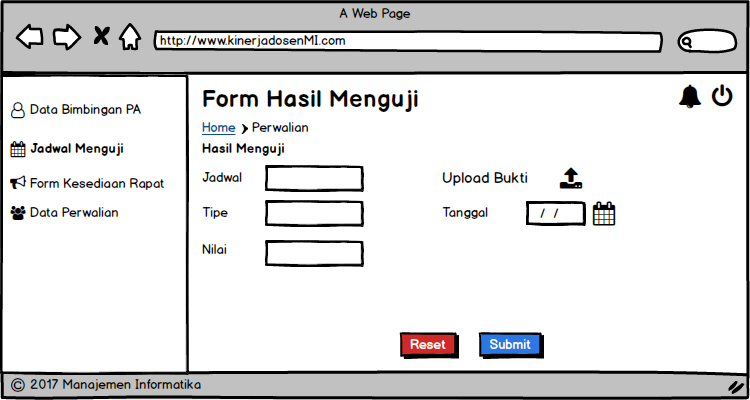 A Web Page
http://www.kinerjadosenMI.com
Data Bimbingan PA
Jadwal Menguji
Form Kesediaan Rapat
Data Perwalian
Form Hasil Menguji
Home > Perwalian
Hasil Menguji
Jadwal
Upload Bukti
Tipe
Tanggal
/ /
Nilai
Reset
Submit
© 2017 Manajemen Informatika